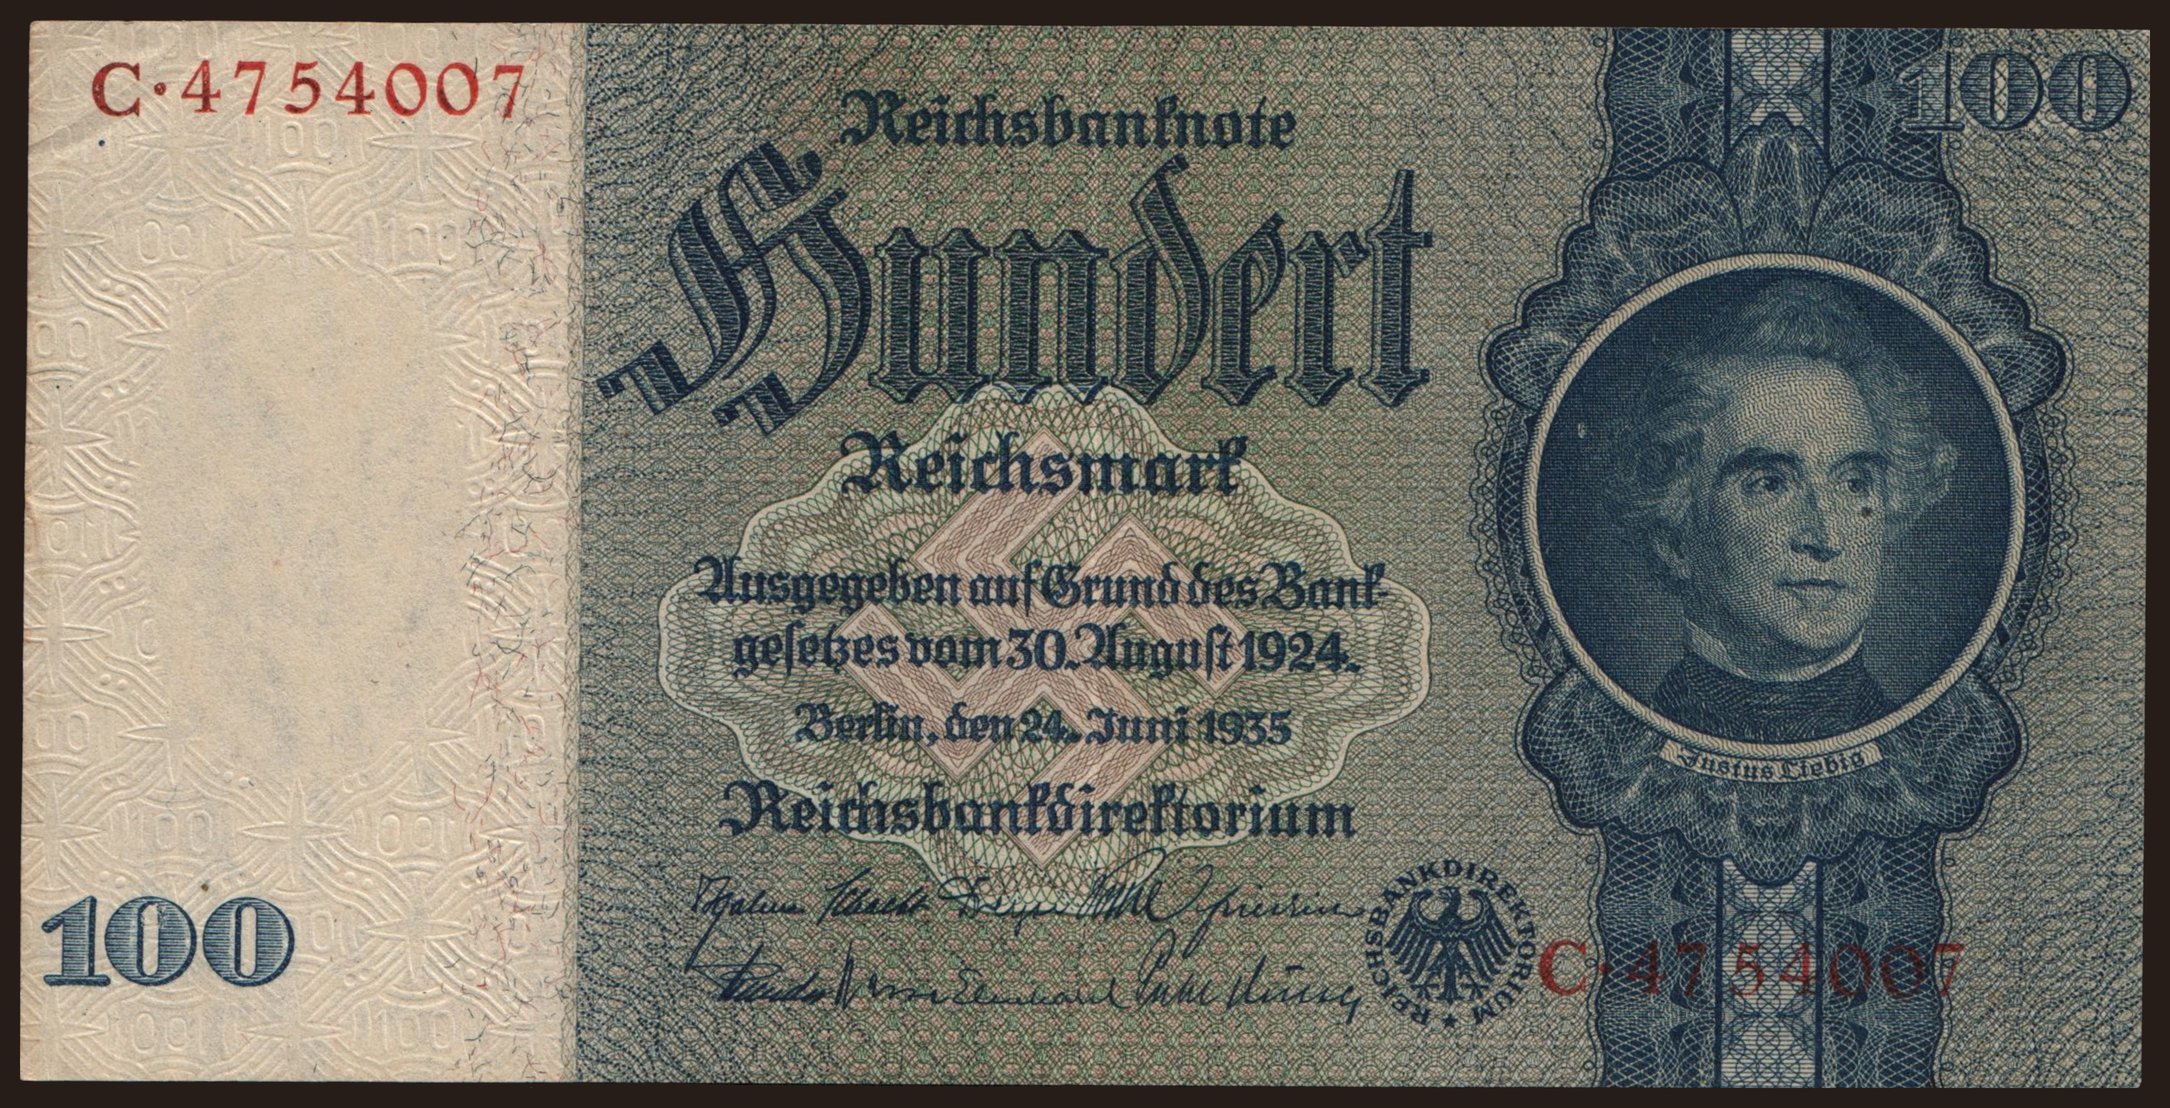 C·4754007
100
Reichsbanknote
Hundert
Reichsmark
Ausgegeben auf Grund des Bank-
gesetzes vom 30. August 1924.
Berlin, den 24. Juni 1935
Reichsbankdirektorium
REICHSBANKDIREKTORIUM
Justus Liebig
C·4754007
100